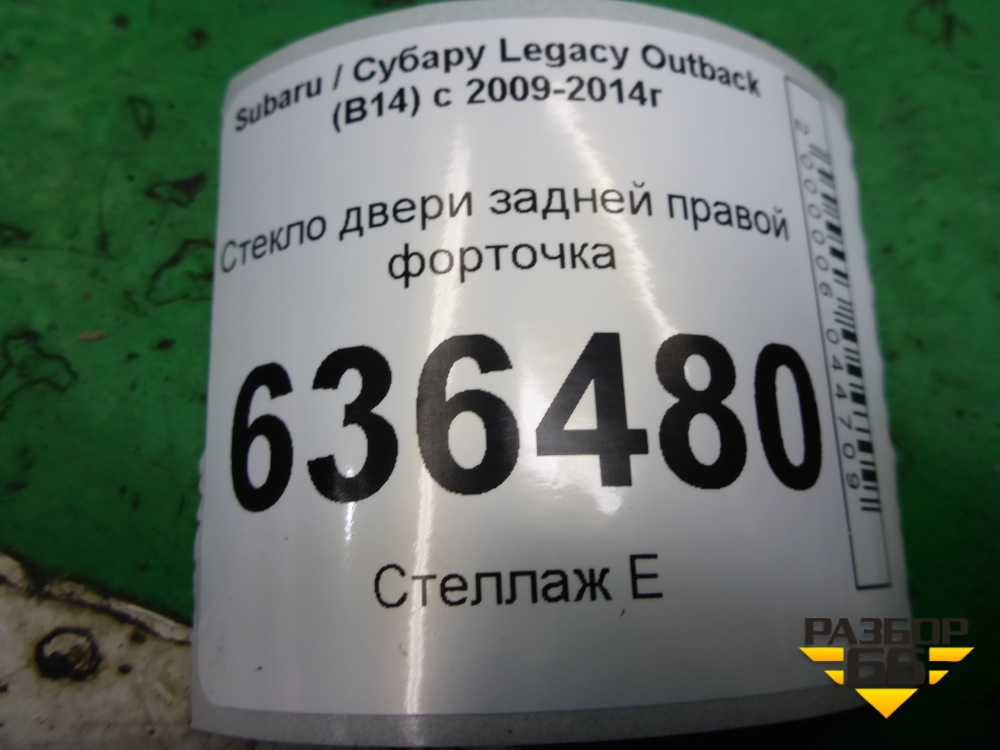 Subaru / Субару Legacy Outback
(B14) с 2009-2014г
Стекло двери задней правой
форточка
636480
Стеллаж Е
2000006044709
РАЗБОР
66